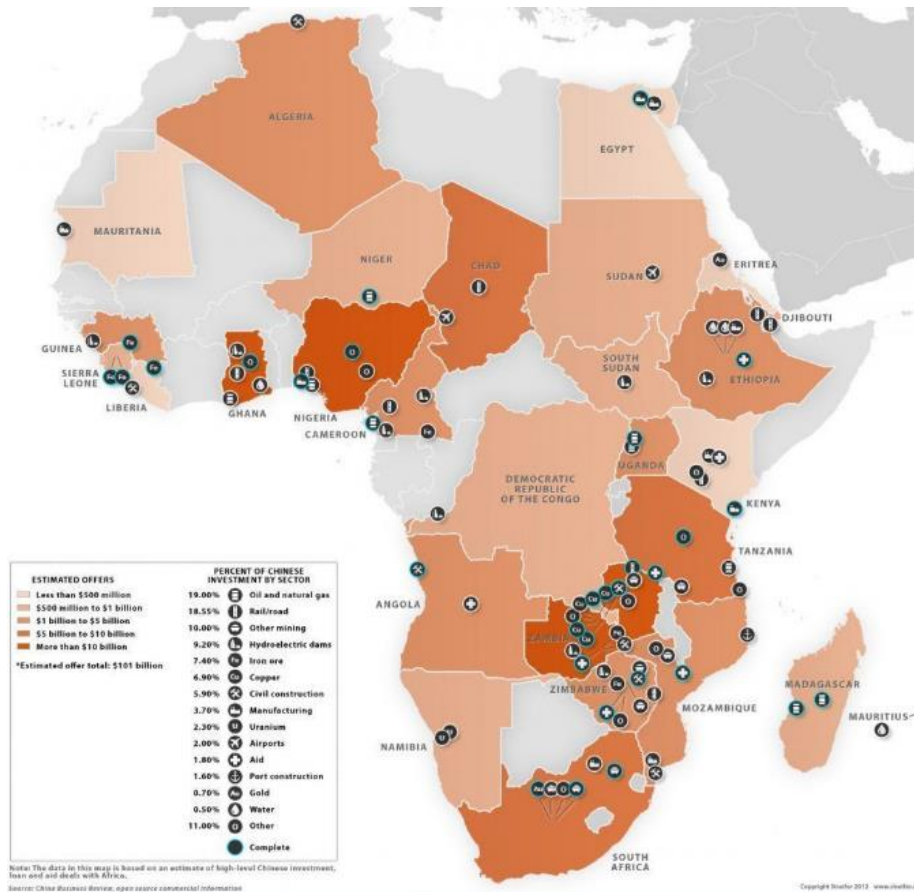 ALGERIA
EGYPT
MAURITANIA
NIGER
CHAD
SUDAN
ERITREA
DJIBOUTI
GUINEA
SIERRA
LEONE
LIBERIA
GHANA
NIGERIA
CAMEROON
SOUTH
SUDAN
ETHIOPIA
UGANDA
KENYA
DEMOCRATIC
REPUBLIC
OF THE CONGO
TANZANIA
ANGOLA
ZAMBIA
ZIMBABWE
MOZAMBIQUE
MADAGASCAR
MAURITIUS
NAMIBIA
SOUTH
AFRICA
ESTIMATED OFFERS
Less than $500 million
$500 million to $1 billion
$1 billion to $5 billion
$5 billion to $10 billion
More than $10 billion
*Estimated offer total: $101 billion
PERCENT OF CHINESE
INVESTMENT BY SECTOR
19.00% Oil and natural gas
18.55% Rail/road
10.00% Other mining
9.20% Hydroelectric dams
7.40% Fe Iron ore
6.90% Cu Copper
5.90% Civil construction
3.70% Manufacturing
2.30% U Uranium
2.00% Airports
1.80% Aid
1.60% Port construction
0.70% Au Gold
0.50% Water
11.00% O Other
Complete
Note: The data in this map is based on an estimate of high-level Chinese investment,
loan and aid deals with Africa.
Source: China Business Review, open source commercial information
Copyright Stratfor 2012